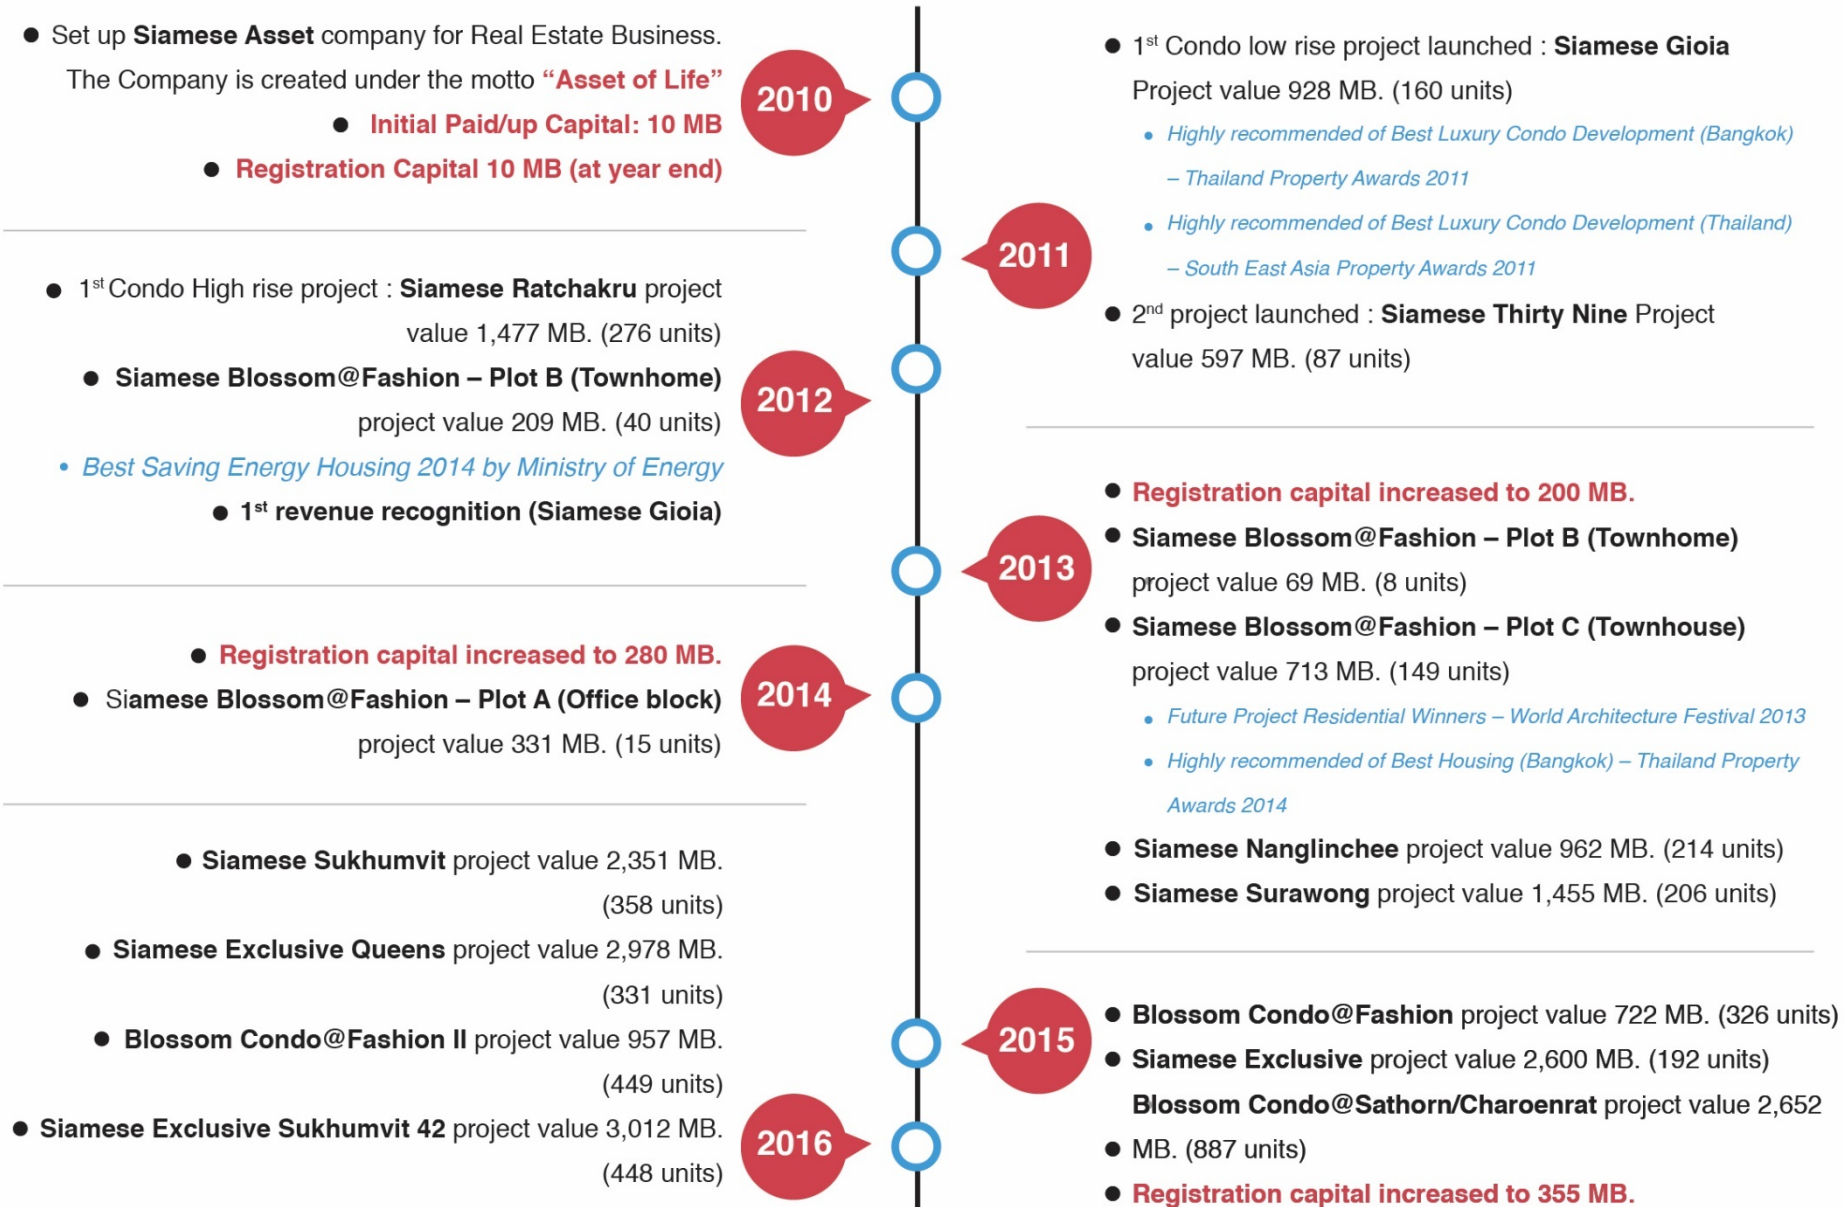 ● Set up Siamese Asset company for Real Estate Business.
The Company is created under the motto “Asset of Life”
● Initial Paid/up Capital: 10 MB
● Registration Capital 10 MB (at year end)
2010
● 1st Condo low rise project launched : Siamese Gioia
Project value 928 MB. (160 units)
• Highly recommended of Best Luxury Condo Development (Bangkok)
– Thailand Property Awards 2011
• Highly recommended of Best Luxury Condo Development (Thailand)
– South East Asia Property Awards 2011
● 2nd project launched : Siamese Thirty Nine Project
value 597 MB. (87 units)
2011
● 1st Condo High rise project : Siamese Ratchakru project
value 1,477 MB. (276 units)
● Siamese Blossom@Fashion – Plot B (Townhome)
project value 209 MB. (40 units)
• Best Saving Energy Housing 2014 by Ministry of Energy
● 1st revenue recognition (Siamese Gioia)
2012
● Registration capital increased to 200 MB.
● Siamese Blossom@Fashion – Plot B (Townhome)
project value 69 MB. (8 units)
● Siamese Blossom@Fashion – Plot C (Townhouse)
project value 713 MB. (149 units)
• Future Project Residential Winners – World Architecture Festival 2013
• Highly recommended of Best Housing (Bangkok) – Thailand Property
Awards 2014
● Siamese Nanglinchee project value 962 MB. (214 units)
● Siamese Surawong project value 1,455 MB. (206 units)
2013
● Registration capital increased to 280 MB.
● Siamese Blossom@Fashion – Plot A (Office block)
project value 331 MB. (15 units)
2014
● Blossom Condo@Fashion project value 722 MB. (326 units)
● Siamese Exclusive project value 2,600 MB. (192 units)
Blossom Condo@Sathorn/Charoenrat project value 2,652
● MB. (887 units)
● Registration capital increased to 355 MB.
2015
● Siamese Sukhumvit project value 2,351 MB.
(358 units)
● Siamese Exclusive Queens project value 2,978 MB.
(331 units)
● Blossom Condo@Fashion II project value 957 MB.
(449 units)
● Siamese Exclusive Sukhumvit 42 project value 3,012 MB.
(448 units)
2016